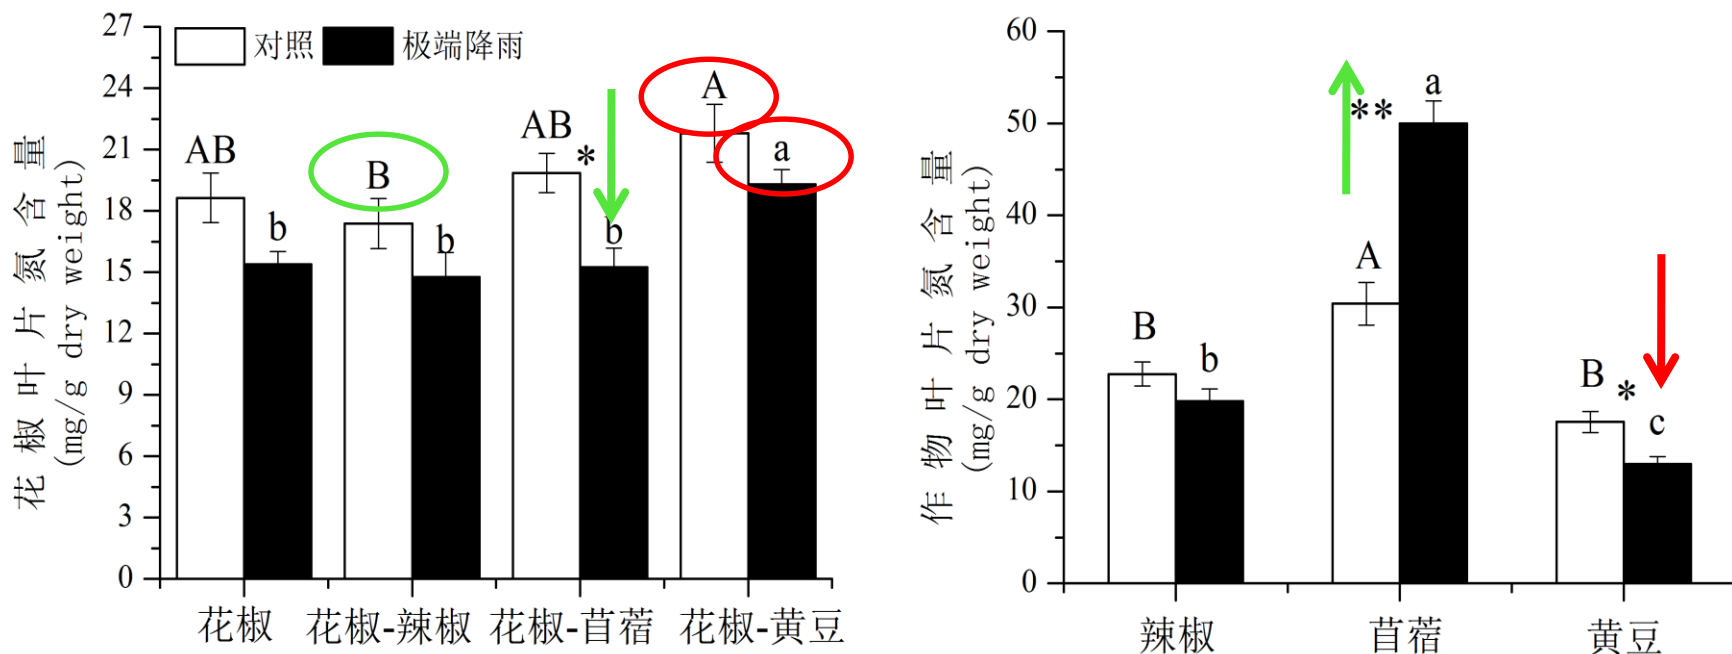 花椒叶片氮含量
(mg/g dry weight)
27
24
21
18
15
12
9
6
3
0
对照
极端降雨
AB
b
B
b
AB
*
b
A
a
花椒
花椒-辣椒
花椒-苜蓿
花椒-黄豆
作物叶片氮含量
(mg/g dry weight)
60
50
40
30
20
10
0
B
b
A
**
a
B
*
c
辣椒
苜蓿
黄豆